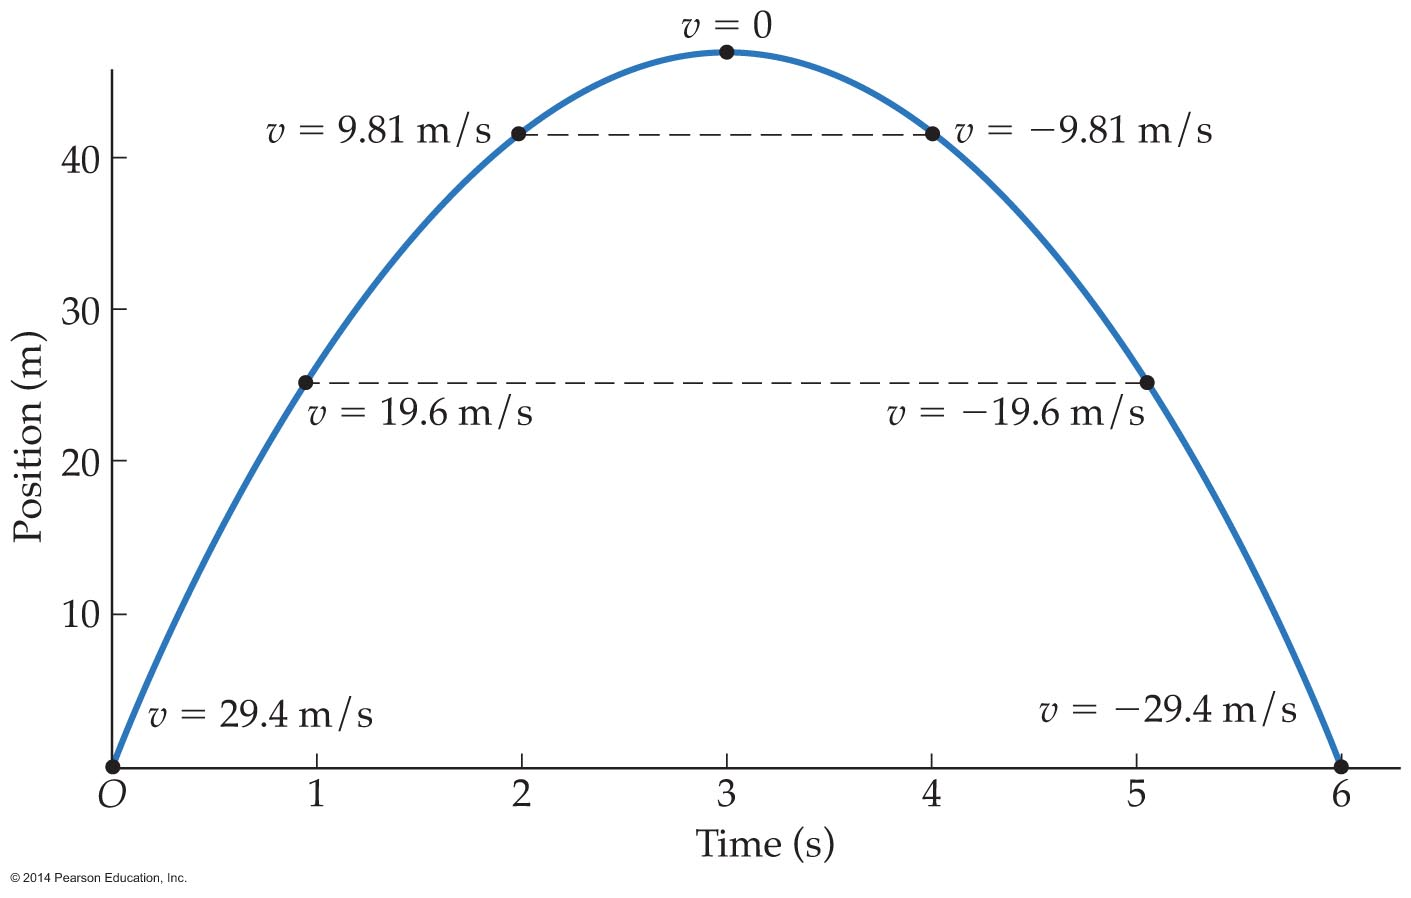 v = 0
v = 9.81 m/s
v = −9.81 m/s
40
30
v = 19.6 m/s
v = −19.6 m/s
20
10
v = 29.4 m/s
v = −29.4 m/s
O 1 2 3 4 5 6
Position (m)
Time (s)
© 2014 Pearson Education, Inc.